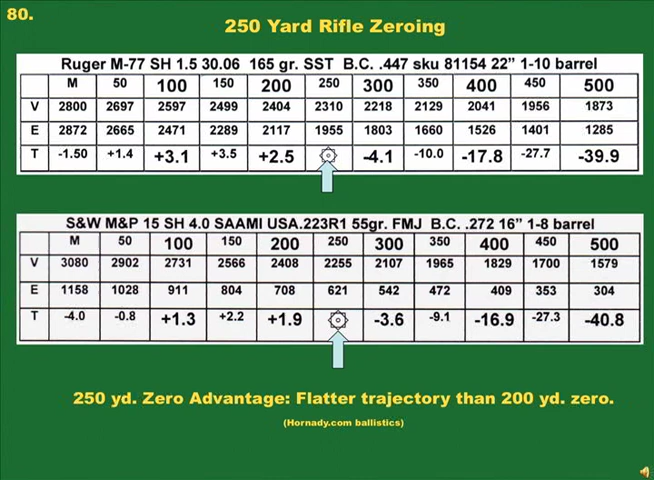 80.
250 Yard Rifle Zeroing
Ruger M-77 SH 1.5 30.06 165 gr. SST B.C. .447 sku 81154 22” 1-10 barrel
M 50 100 150 200 250 300 350 400 450 500
V 2800 2697 2597 2499 2404 2310 2218 2129 2041 1956 1873
E 2872 2665 2471 2289 2117 1955 1803 1660 1526 1401 1285
T -1.50 +1.4 +3.1 +3.5 +2.5 -4.1 -10.0 -17.8 -27.7 -39.9
S&W M&P 15 SH 4.0 SAAMI USA.223R1 55gr. FMJ B.C. .272 16” 1-8 barrel
M 50 100 150 200 250 300 350 400 450 500
V 3080 2902 2731 2566 2408 2255 2107 1965 1829 1700 1579
E 1158 1028 911 804 708 621 542 472 409 353 304
T -4.0 -0.8 +1.3 +2.2 +1.9 -3.6 -9.1 -16.9 -27.3 -40.8
250 yd. Zero Advantage: Flatter trajectory than 200 yd. zero.
(Hornady.com ballistics)